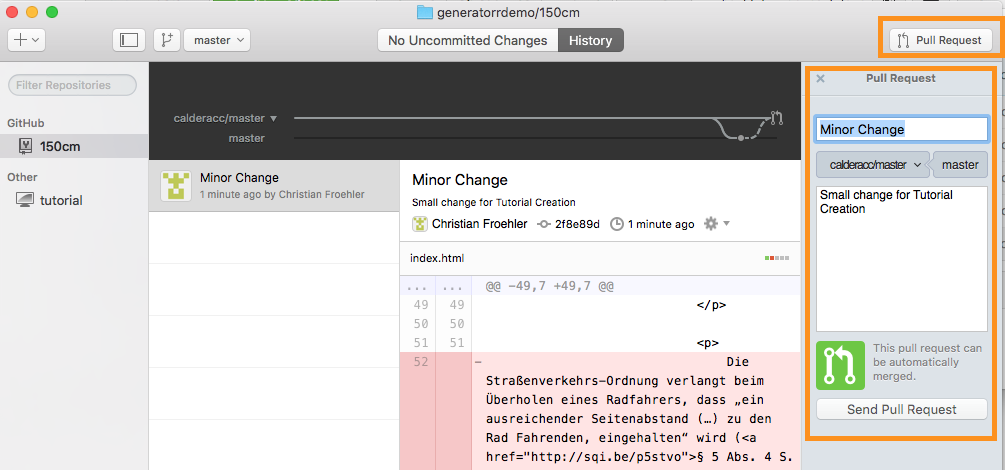 generatorrdemo/150cm
master
No Uncommitted Changes
History
Pull Request
Filter Repositories
GitHub
150cm
Other
tutorial
calderacc/master
master
Minor Change
1 minute ago by Christian Froehler
Minor Change
Small change for Tutorial Creation
Christian Froehler
2f8e89d
1 minute ago
index.html
... ... @@ -49,7 +49,7 @@
49 49 </p>
50 50
51 51 <p>
52 - Die
Straßenverkehrs-Ordnung verlangt beim
Überholen eines Radfahrers, dass „ein
ausreichender Seitenabstand (…) zu den
Rad Fahrenden, eingehalten“ wird (<a
href="http://sqi.be/p5stvo">§ 5 Abs. 4 S.
Pull Request
Minor Change
calderacc/master
master
Small change for Tutorial
Creation
This pull request can
be automatically
merged.
Send Pull Request